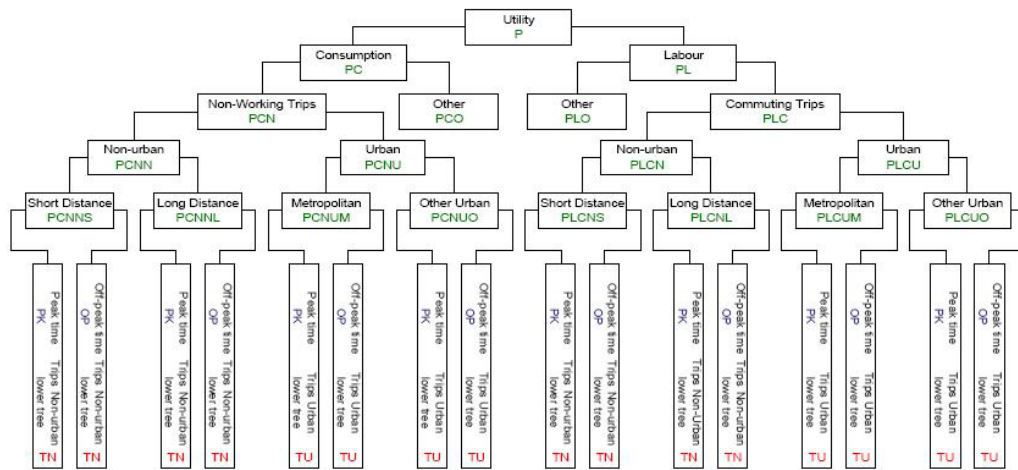 Utility
P
Consumption
PC
Labour
PL
Non-Working Trips
PCN
Other
PCO
Other
PLO
Commuting Trips
PLC
Non-urban
PCNN
Urban
PCNU
Non-urban
PLCN
Urban
PLCU
Short Distance
PCNNS
Long Distance
PCNNL
Metropolitan
PCNUM
Other Urban
PCNUO
Short Distance
PLCNS
Long Distance
PLCNL
Metropolitan
PLCUM
Other Urban
PLCUO
Peak time Trips Non-urban
PK lower tree
TN
Off-peak time Trips Non-urban
OP lower tree
TN
Peak time Trips Non-urban
PK lower tree
TN
Off-peak time Trips Non-urban
OP lower tree
TN
Peak time Trips Urban
PK lower tree
TU
Off-peak time Trips Urban
OP lower tree
TU
Peak time Trips Urban
PK lower tree
TU
Off-peak time Trips Urban
OP lower tree
TU
Peak time Trips Non-urban
PK lower tree
TN
Off-peak time Trips Non-urban
OP lower tree
TN
Peak time Trips Non-Urban
PK lower tree
TN
Off-peak time Trips Non-urban
OP lower tree
TN
Peak time Trips Urban
PK lower tree
TU
Off-peak time Trips Urban
OP lower tree
TU
Peak time Trips Urban
PK lower tree
TU
Off-peak time Trips Urban
OP lower tree
TU